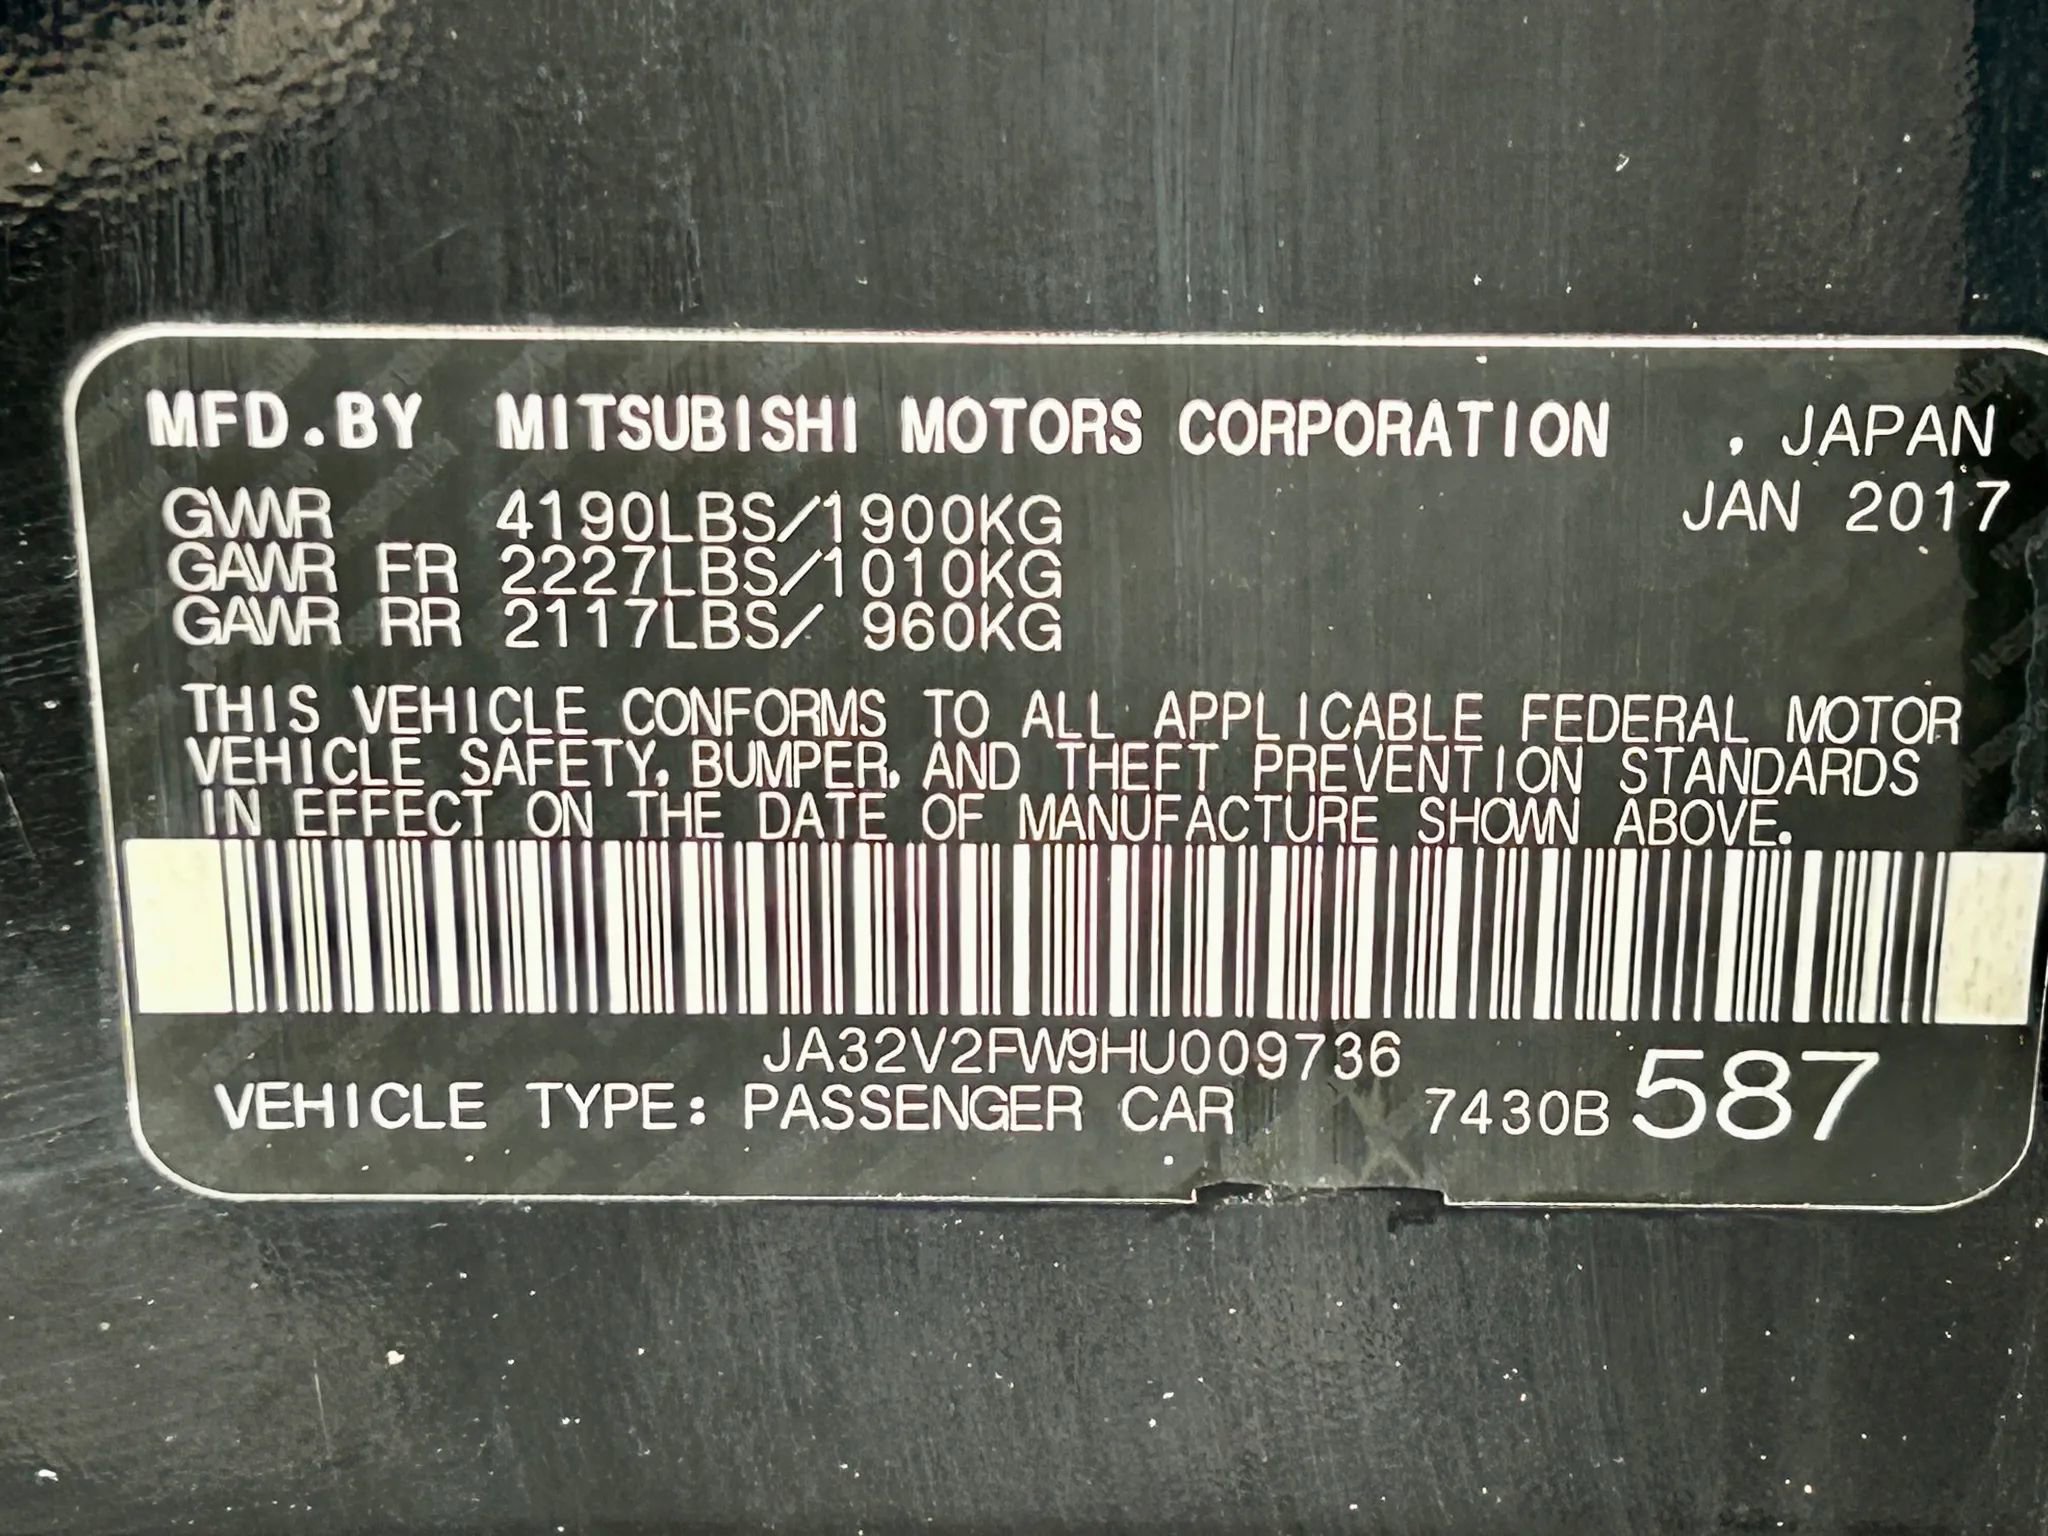 MFD.BY MITSUBISHI MOTORS CORPORATION , JAPAN
JAN 2017
GVWR 4190LBS/1900KG
GAWR FR 2227LBS/1010KG
GAWR RR 2117LBS/ 960KG
THIS VEHICLE CONFORMS TO ALL APPLICABLE FEDERAL MOTOR
VEHICLE SAFETY, BUMPER, AND THEFT PREVENTION STANDARDS
IN EFFECT ON THE DATE OF MANUFACTURE SHOWN ABOVE.
JA32V2FW9HU009736
VEHICLE TYPE: PASSENGER CAR 7430B 587